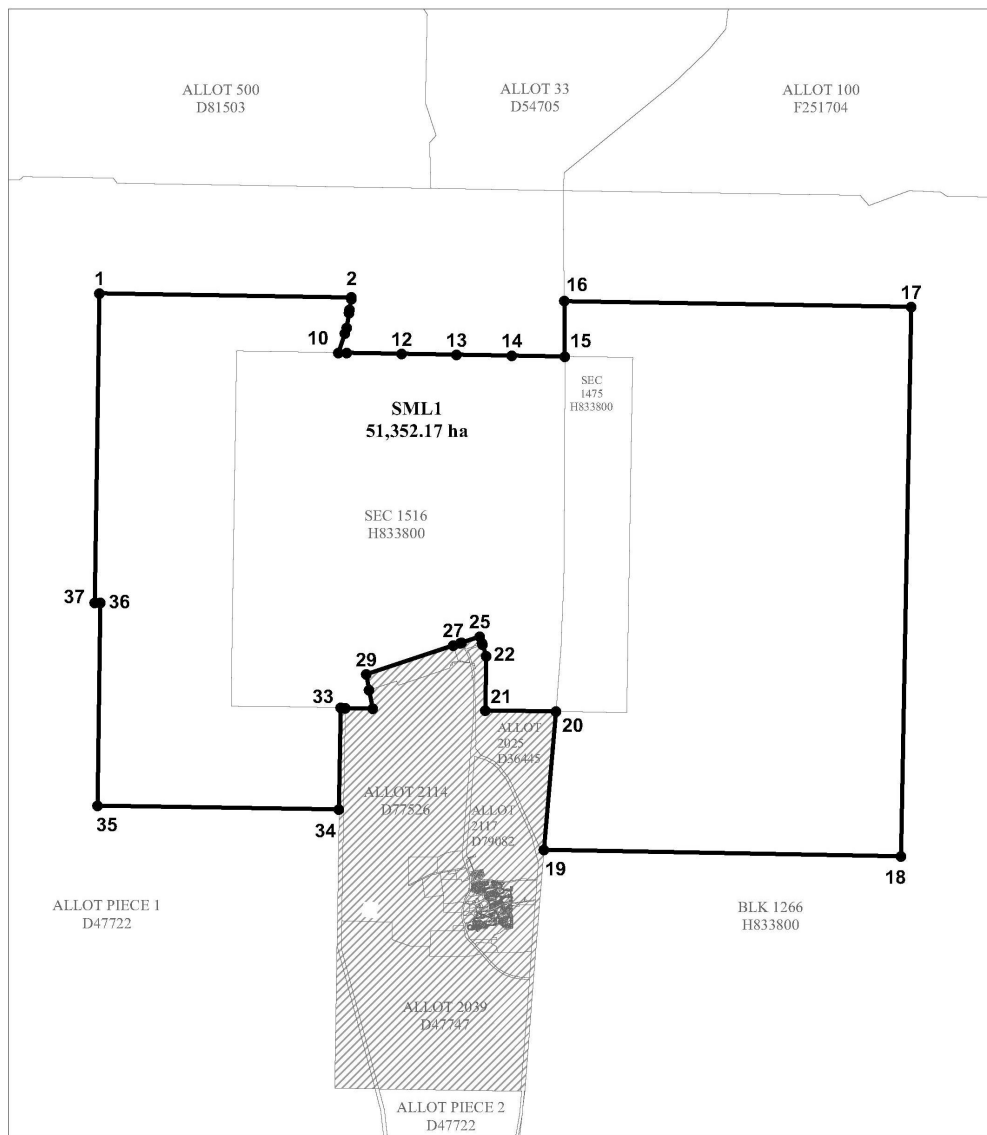 ALLOT 500
D81503
ALLOT 33
D54705
ALLOT 100
F251704
1
2
16
17
10
12
13
14
15
SEC
1475
H833800
SML1
51,352.17 ha
SEC 1516
H833800
37
36
25
27
22
29
33
21
20
ALLOT
2025
D36445
ALLOT 2114
D77526
ALLOT
2117
D79082
35
34
19
18
ALLOT PIECE 1
D47722
BLK 1266
H833800
ALLOT 2039
D47747
ALLOT PIECE 2
D47722